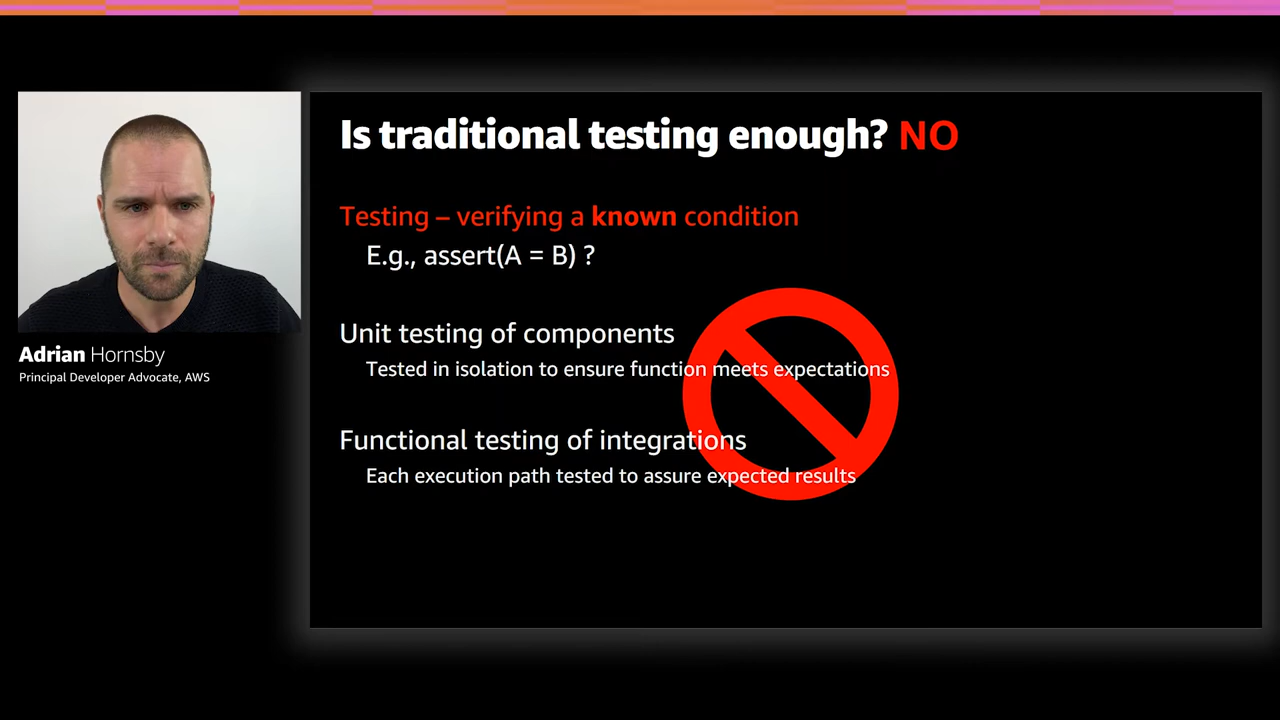 Is traditional testing enough? NO
Testing – verifying a known condition
E.g., assert(A = B) ?
Unit testing of components
Tested in isolation to ensure function meets expectations
Functional testing of integrations
Each execution path tested to assure expected results
Adrian Hornsby
Principal Developer Advocate, AWS